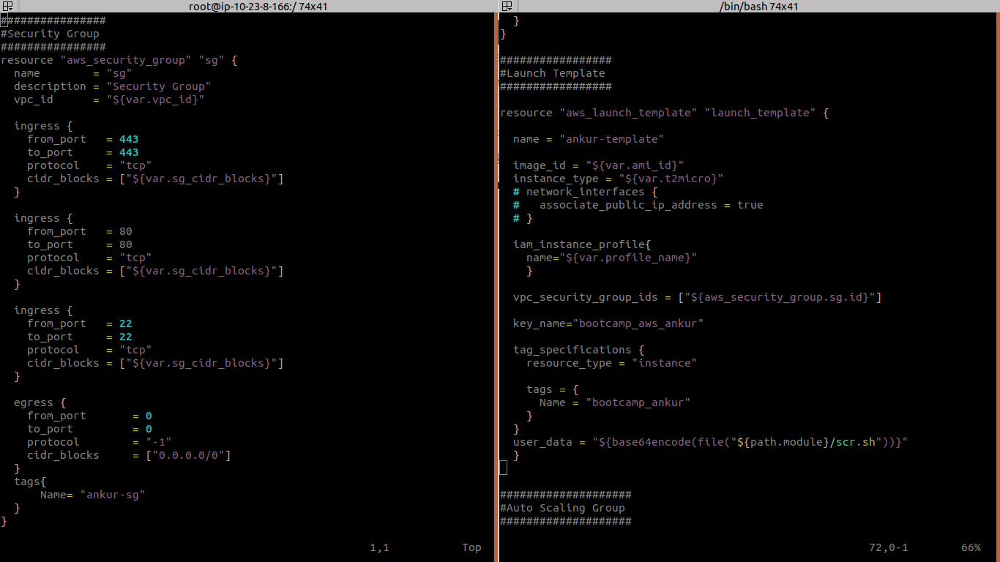 root@ip-10-23-8-166:/ 74x41
################
#Security Group
################
resource "aws_security_group" "sg" {
  name        = "sg"
  description = "Security Group"
  vpc_id      = "${var.vpc_id}"

  ingress {
    from_port   = 443
    to_port     = 443
    protocol    = "tcp"
    cidr_blocks = ["${var.sg_cidr_blocks}"]
  }

  ingress {
    from_port   = 80
    to_port     = 80
    protocol    = "tcp"
    cidr_blocks = ["${var.sg_cidr_blocks}"]
  }

  ingress {
    from_port   = 22
    to_port     = 22
    protocol    = "tcp"
    cidr_blocks = ["${var.sg_cidr_blocks}"]
  }

  egress {
    from_port       = 0
    to_port         = 0
    protocol        = "-1"
    cidr_blocks     = ["0.0.0.0/0"]
  }
  tags{
      Name= "ankur-sg"
  }
}
1,1 Top
/bin/bash 74x41
  }
}

#################
#Launch Template
#################

resource "aws_launch_template" "launch_template" {

  name = "ankur-template"

  image_id = "${var.ami_id}"
  instance_type = "${var.t2micro}"
  # network_interfaces {
  #   associate_public_ip_address = true
  # }

  iam_instance_profile{
    name="${var.profile_name}"
    }

  vpc_security_group_ids = ["${aws_security_group.sg.id}"]

  key_name="bootcamp_aws_ankur"

  tag_specifications {
    resource_type = "instance"

    tags = {
      Name = "bootcamp_ankur"
    }
  }
  user_data = "${base64encode(file("${path.module}/scr.sh"))}"
  }

####################
#Auto Scaling Group
####################
72,0-1 66%